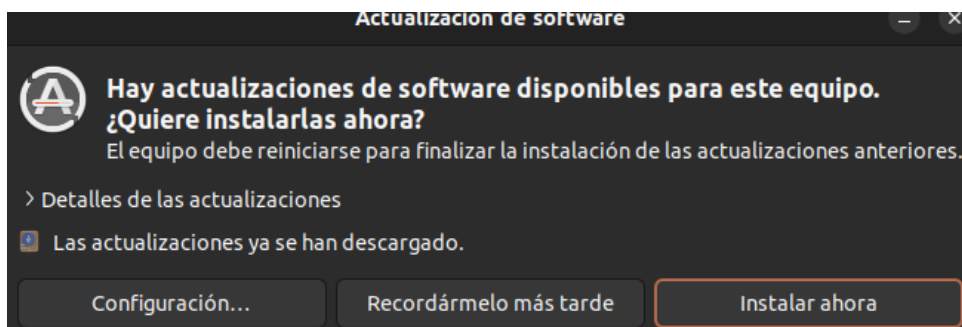 Actualización de software
Hay actualizaciones de software disponibles para este equipo.
¿Quiere instalarlas ahora?
El equipo debe reiniciarse para finalizar la instalación de las actualizaciones anteriores.
Detalles de las actualizaciones
Las actualizaciones ya se han descargado.
Configuración...
Recordármelo más tarde
Instalar ahora